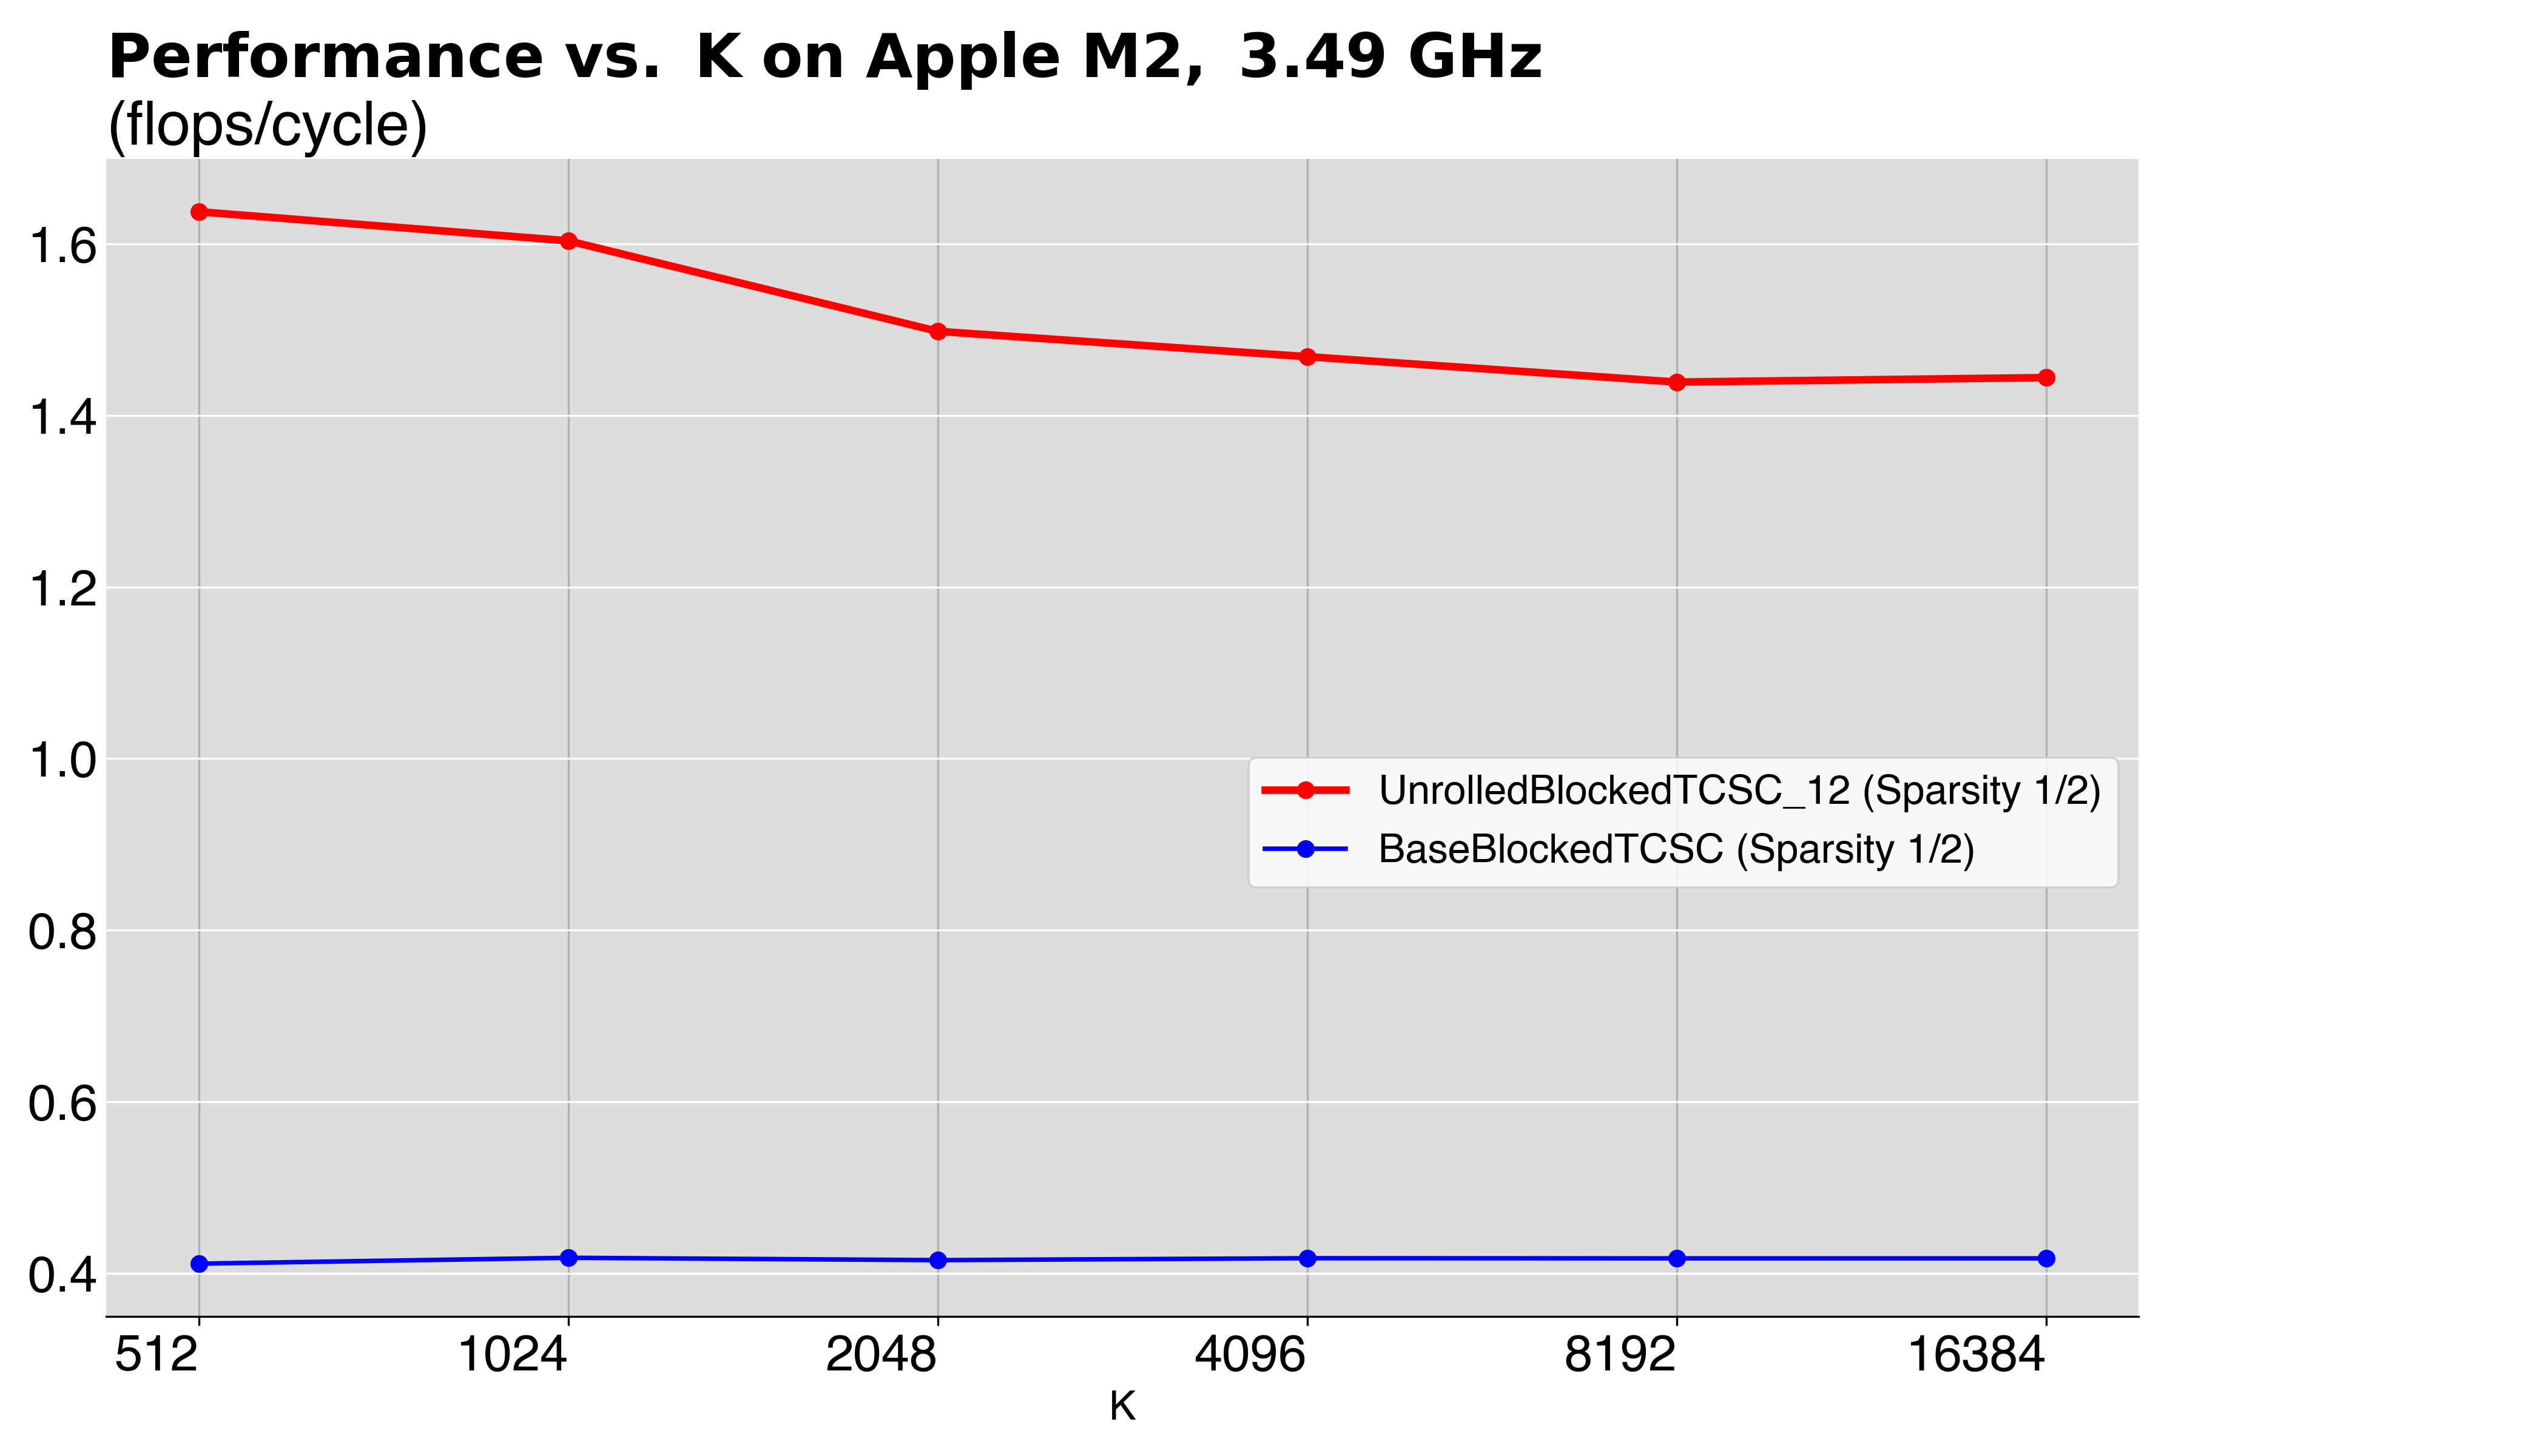 Performance vs. K on Apple M2, 3.49 GHz
(flops/cycle)
1.6
1.4
1.2
1.0
0.8
0.6
0.4
UnrolledBlockedTCSC_12 (Sparsity 1/2)
BaseBlockedTCSC (Sparsity 1/2)
512 1024 2048 4096 8192 16384
K